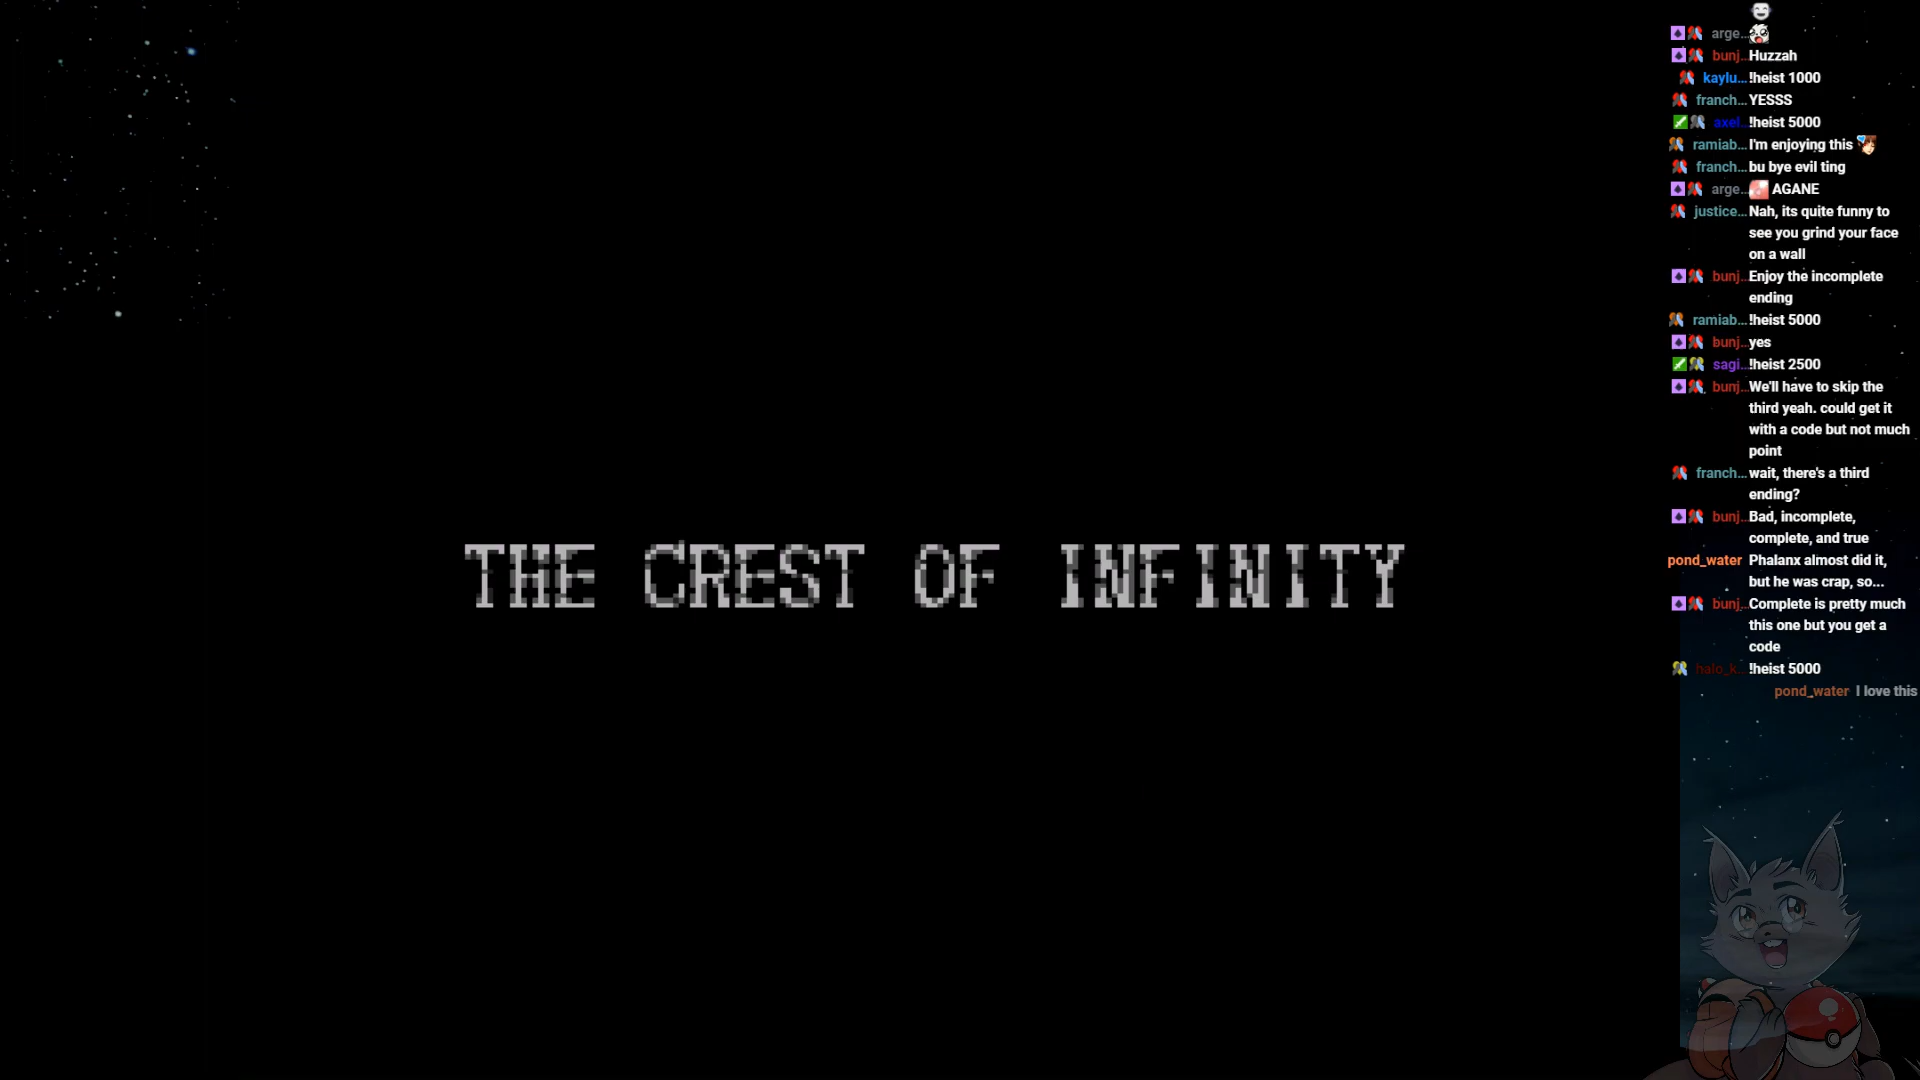 THE CREST OF INFINITY
arge...
bunj... Huzzah
kaylu... !heist 1000
franch... YESSS
axel... !heist 5000
ramiab... I'm enjoying this
franch... bu bye evil ting
arge... AGANE
justice... Nah, its quite funny to
see you grind your face
on a wall
bunj... Enjoy the incomplete
ending
ramiab... !heist 5000
bunj... yes
sagi... !heist 2500
bunj... We'll have to skip the
third yeah. could get it
with a code but not much
point
franch... wait, there's a third
ending?
bunj... Bad, incomplete,
complete, and true
pond_water Phalanx almost did it,
but he was crap, so...
bunj... Complete is pretty much
this one but you get a
code
halo_k... !heist 5000
pond_water I love this